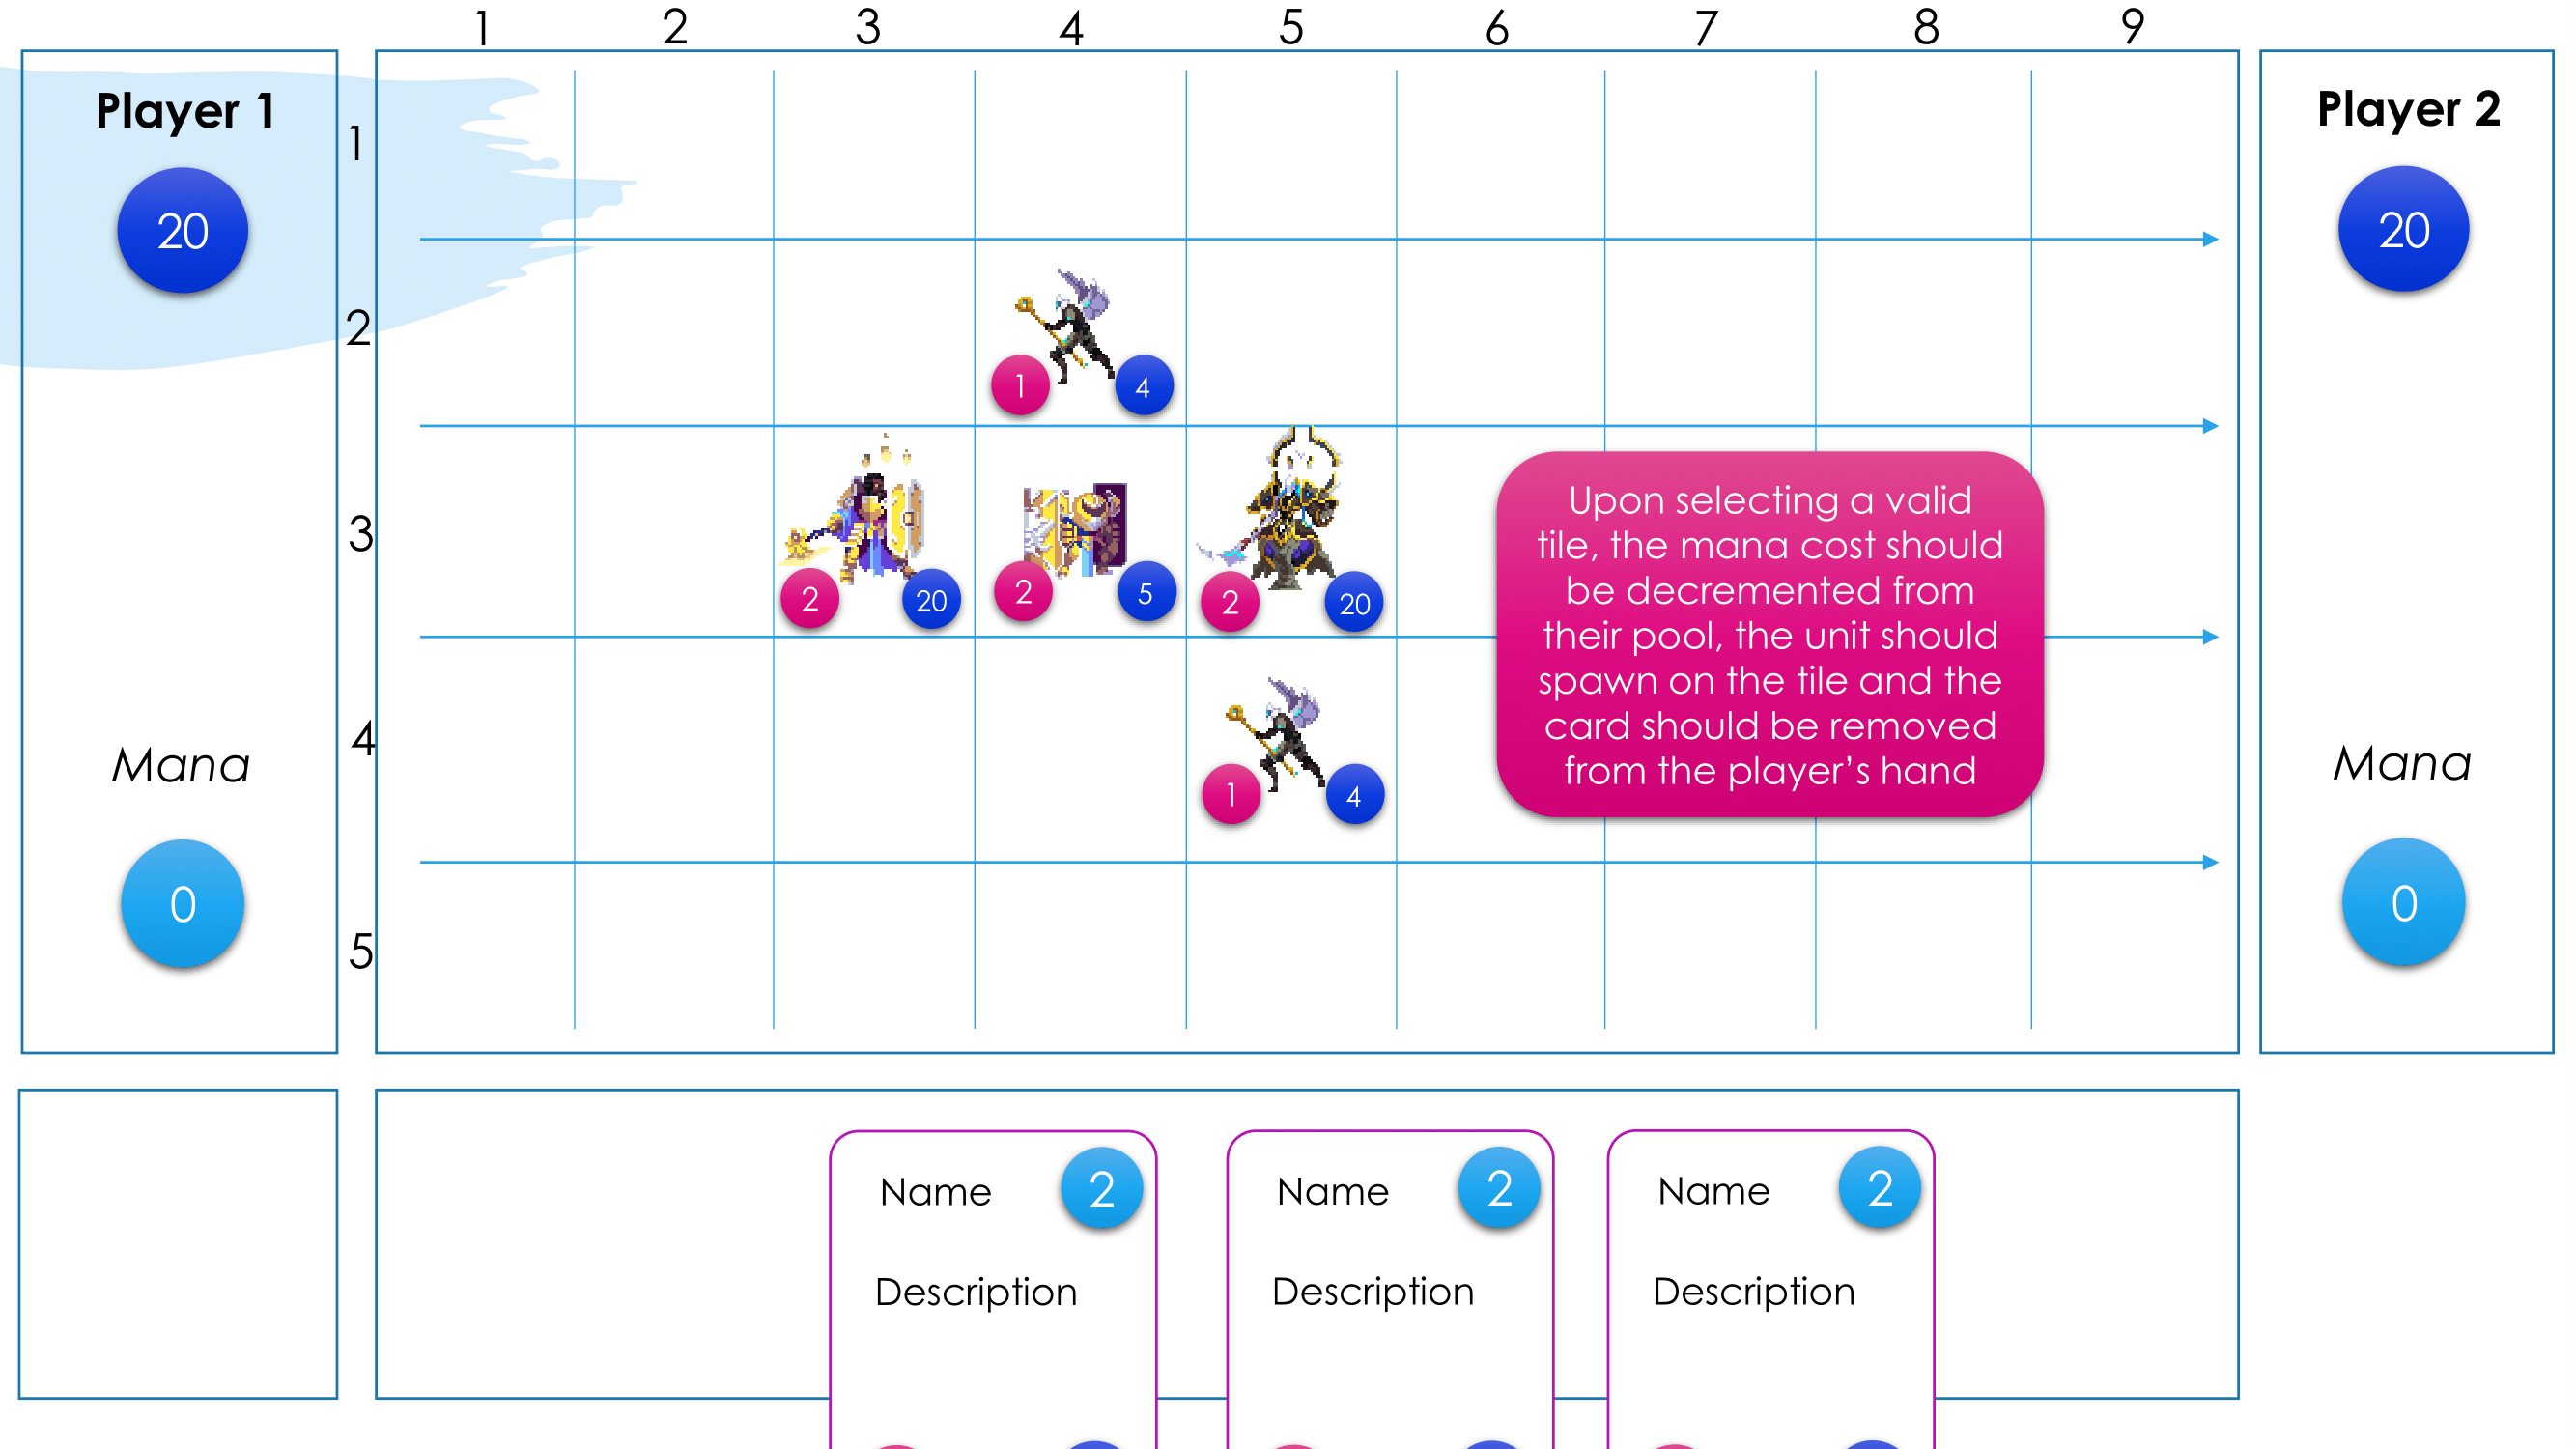 1 2 3 4 5 6 7 8 9
Player 1
20
Mana
0
1
2
3
4
5
1 4
2 20 2 5 2 20
1 4
Upon selecting a valid
tile, the mana cost should
be decremented from
their pool, the unit should
spawn on the tile and the
card should be removed
from the player’s hand
Player 2
20
Mana
0
Name 2
Description
Name 2
Description
Name 2
Description